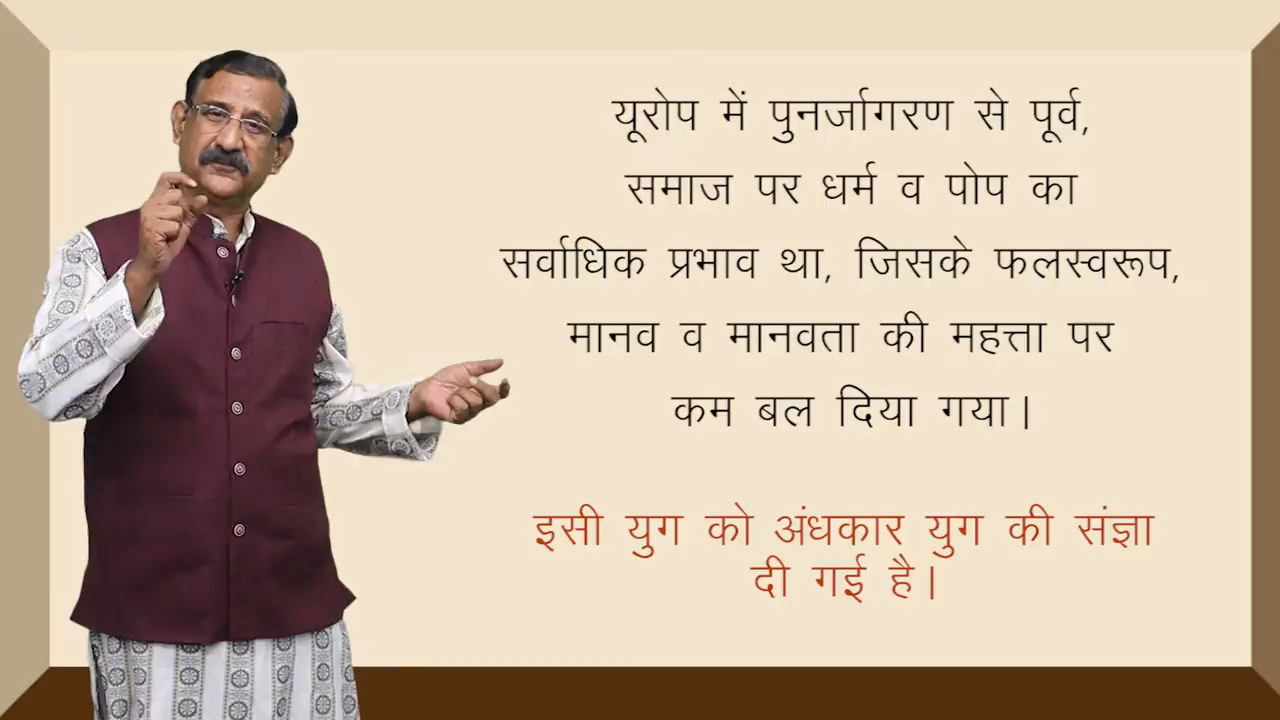 यूरोप में पुनर्जागरण से पूर्व,
समाज पर धर्म व पोप का
सर्वाधिक प्रभाव था, जिसके फलस्वरूप,
मानव व मानवता की महत्ता पर
कम बल दिया गया।
इसी युग को अंधकार युग की संज्ञा
दी गई है।